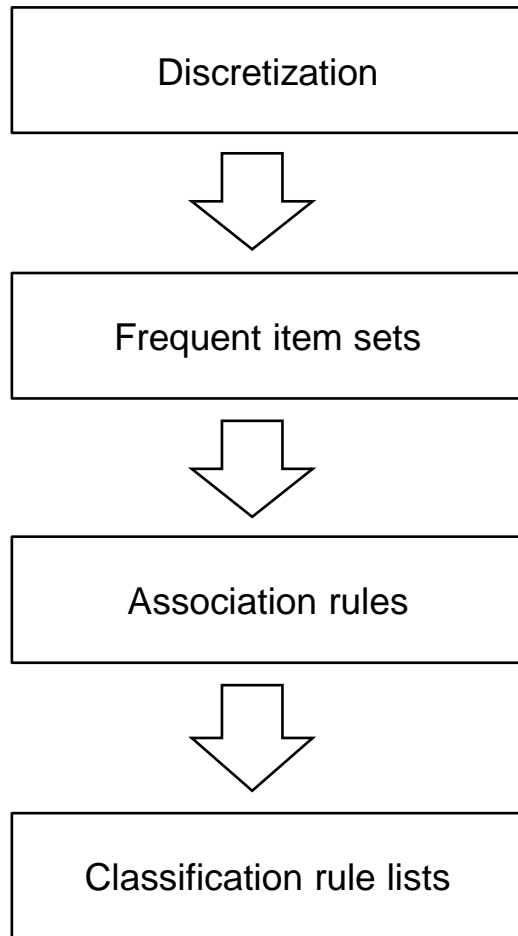 Discretization
Frequent item sets
Association rules
Classification rule lists